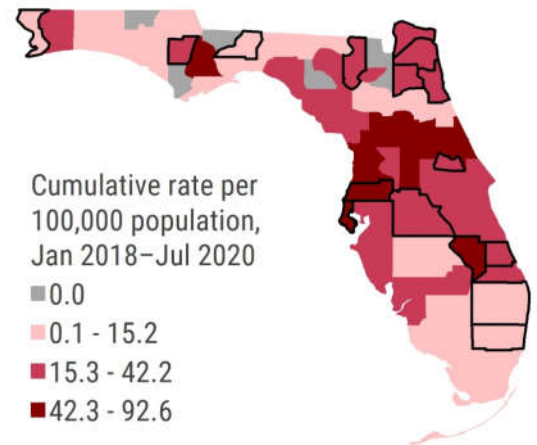 Cumulative rate per
100,000 population,
Jan 2018–Jul 2020
0.0
0.1 - 15.2
15.3 - 42.2
42.3 - 92.6